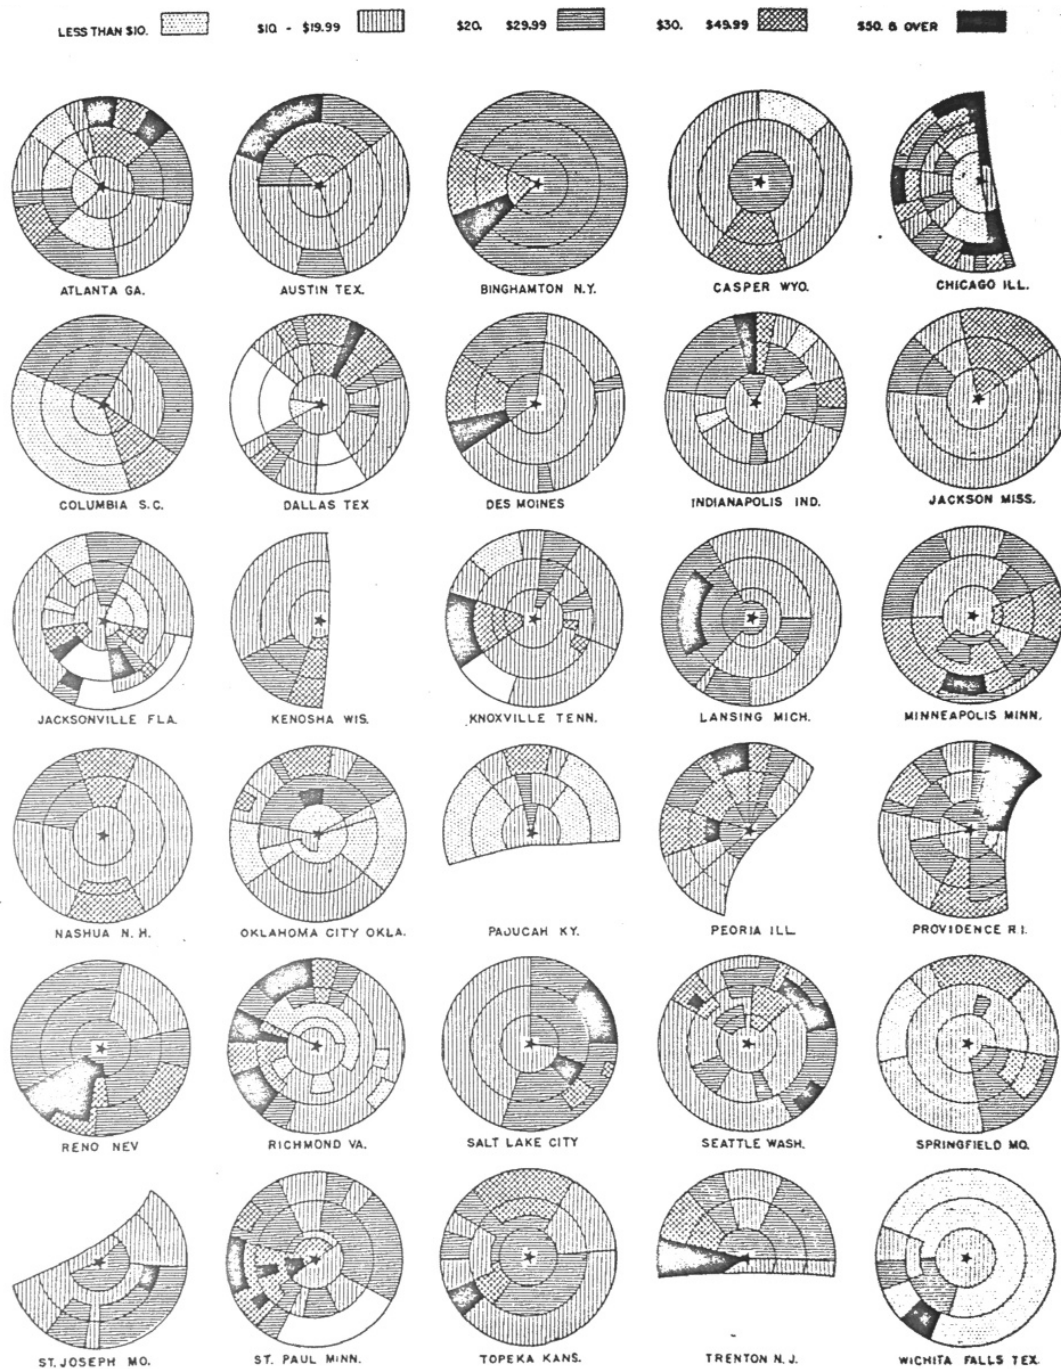 LESS THAN $10. $10 - $19.99 $20. $29.99 $30. $49.99 $50. & OVER
ATLANTA GA. AUSTIN TEX. BINGHAMTON N.Y. CASPER WYO. CHICAGO ILL.
COLUMBIA S.C. DALLAS TEX DES MOINES INDIANAPOLIS IND. JACKSON MISS.
JACKSONVILLE FLA. KENOSHA WIS. KNOXVILLE TENN. LANSING MICH. MINNEAPOLIS MINN.
NASHUA N.H. OKLAHOMA CITY OKLA. PADUCAH KY. PEORIA ILL. PROVIDENCE R.I.
RENO NEV RICHMOND VA. SALT LAKE CITY SEATTLE WASH. SPRINGFIELD MO.
ST. JOSEPH MO. ST. PAUL MINN. TOPEKA KANS. TRENTON N.J. WICHITA FALLS TEX.